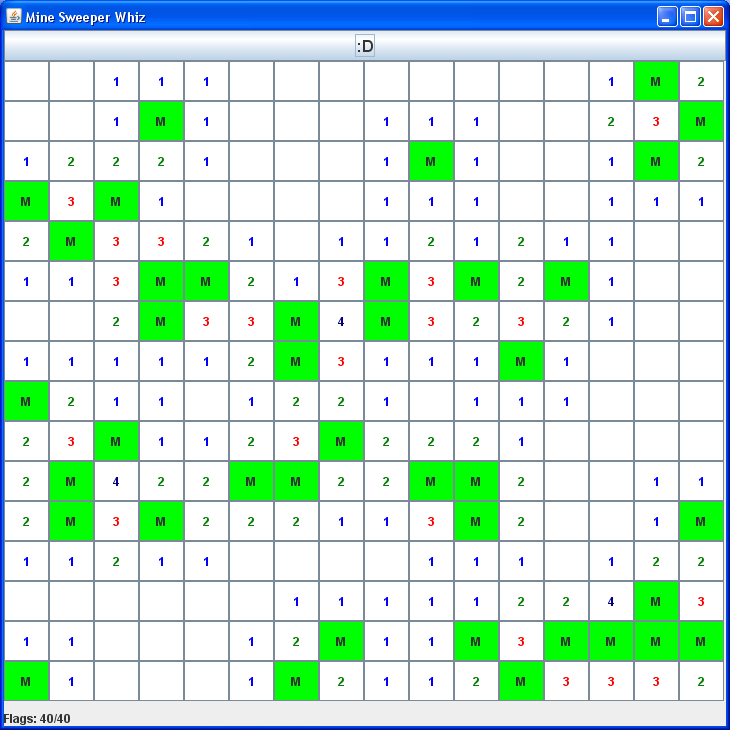 Mine Sweeper Whiz
:D
1 1 1 1 M 2
1 M 1 1 1 1 2 3 M
1 2 2 2 1 1 M 1 1 M 2
M 3 M 1 1 1 1 1 1 1
2 M 3 3 2 1 1 1 2 1 2 1 1
1 1 3 M M 2 1 3 M 3 M 2 M 1
2 M 3 3 M 4 M 3 2 3 2 1
1 1 1 1 1 2 M 3 1 1 1 M 1
M 2 1 1 1 2 2 1 1 1 1
2 3 M 1 1 2 3 M 2 2 2 1
2 M 4 2 2 M M 2 2 M M 2 1 1
2 M 3 M 2 2 2 1 1 3 M 2 1 M
1 1 2 1 1 1 1 1 1 2 2
1 1 1 1 1 2 2 4 M 3
1 1 1 2 M 1 1 M 3 M M M M
M 1 1 M 2 1 1 2 M 3 3 3 2
Flags: 40/40